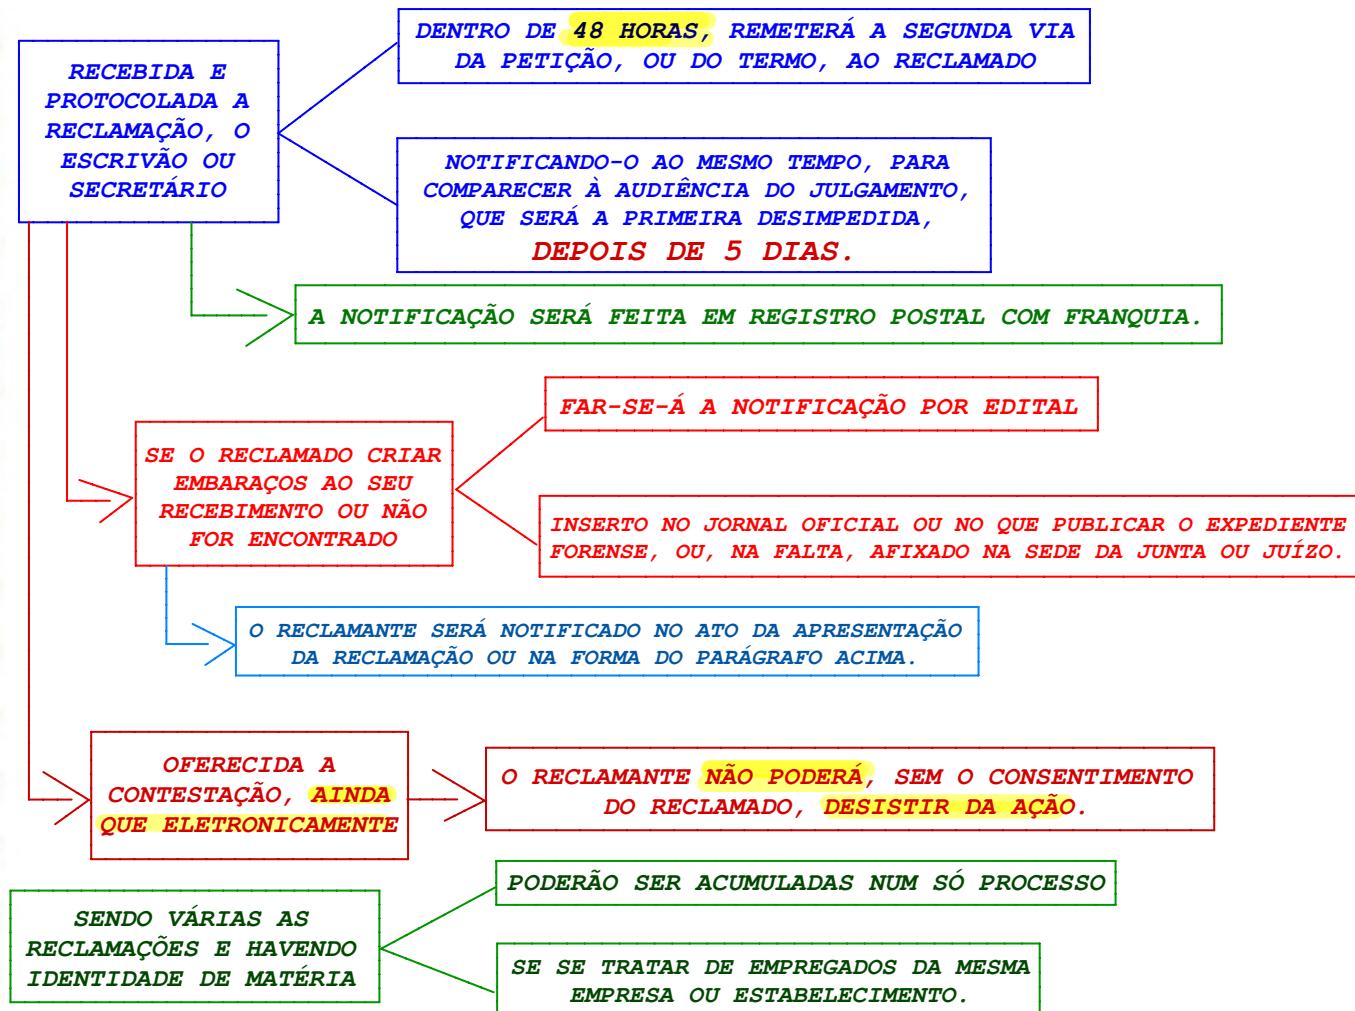 RECEBIDA E
PROTOCOLADA A
RECLAMAÇÃO, O
ESCRIVÃO OU
SECRETÁRIO
DENTRO DE 48 HORAS, REMETERÁ A SEGUNDA VIA
DA PETIÇÃO, OU DO TERMO, AO RECLAMADO
NOTIFICANDO-O AO MESMO TEMPO, PARA
COMPARECER À AUDIÊNCIA DO JULGAMENTO,
QUE SERÁ A PRIMEIRA DESIMPEDIDA,
DEPOIS DE 5 DIAS.
A NOTIFICAÇÃO SERÁ FEITA EM REGISTRO POSTAL COM FRANQUIA.
SE O RECLAMADO CRIAR
EMBARAÇOS AO SEU
RECEBIMENTO OU NÃO
FOR ENCONTRADO
FAR-SE-Á A NOTIFICAÇÃO POR EDITAL
INSERTO NO JORNAL OFICIAL OU NO QUE PUBLICAR O EXPEDIENTE
FORENSE, OU, NA FALTA, AFIXADO NA SEDE DA JUNTA OU JUÍZO.
O RECLAMANTE SERÁ NOTIFICADO NO ATO DA APRESENTAÇÃO
DA RECLAMAÇÃO OU NA FORMA DO PARÁGRAFO ACIMA.
OFERECIDA A
CONTESTAÇÃO, AINDA
QUE ELETRONICAMENTE
O RECLAMANTE NÃO PODERÁ, SEM O CONSENTIMENTO
DO RECLAMADO, DESISTIR DA AÇÃO.
SENDO VÁRIAS AS
RECLAMAÇÕES E HAVENDO
IDENTIDADE DE MATÉRIA
PODERÃO SER ACUMULADAS NUM SÓ PROCESSO
SE SE TRATAR DE EMPREGADOS DA MESMA
EMPRESA OU ESTABELECIMENTO.